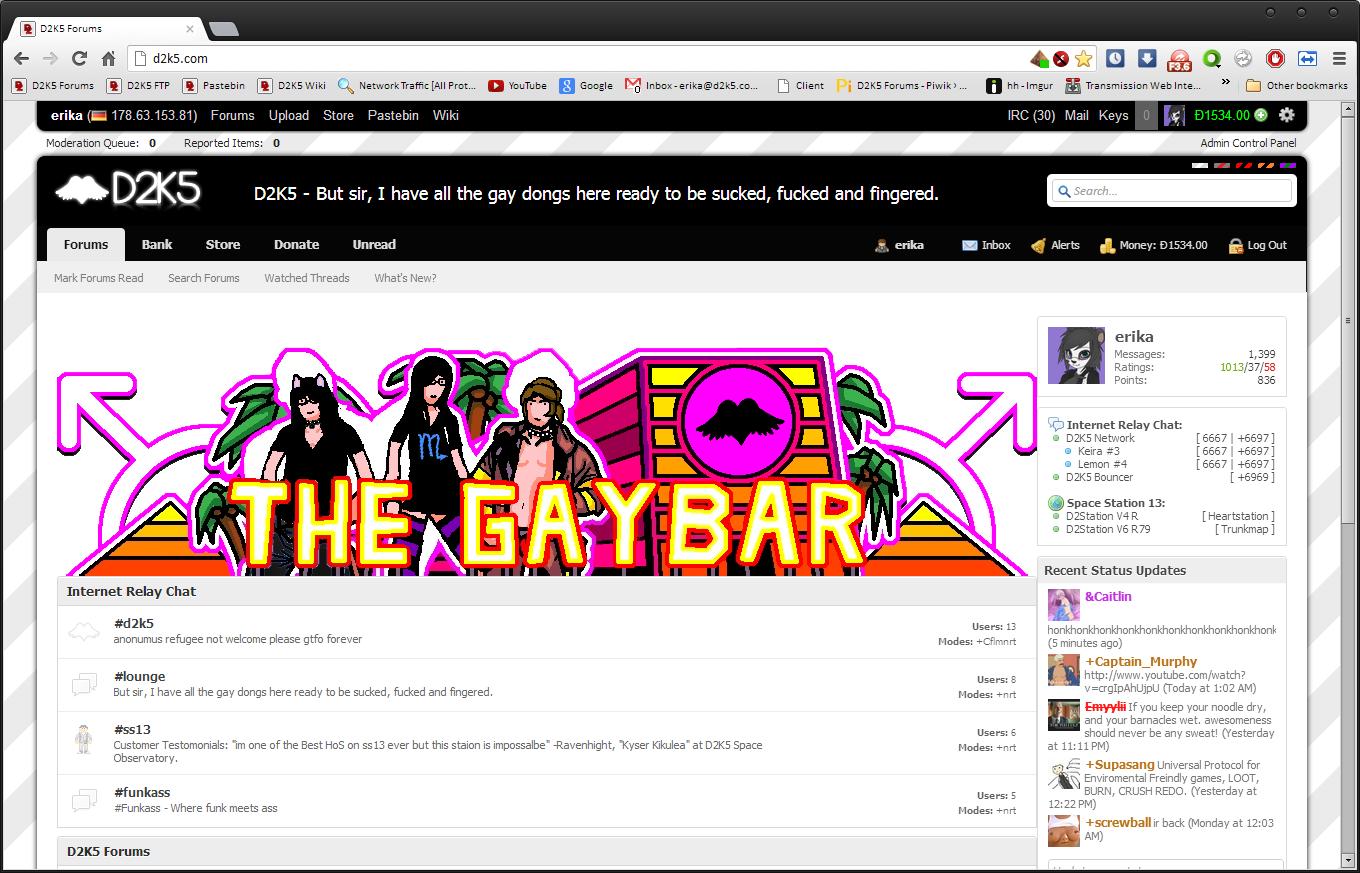 D2K5 Forums
d2k5.com
F3.6
D2K5 Forums D2K5 FTP Pastebin D2K5 Wiki Network Traffic [All Prot... YouTube Google Inbox - erika@d2k5.co... Client D2K5 Forums - Piwik › ... hh - Imgur Transmission Web Inte... » Other bookmarks
erika (178.63.153.81) Forums Upload Store Pastebin Wiki IRC (30) Mail Keys 0 Ð1534.00
Moderation Queue: 0 Reported Items: 0 Admin Control Panel
D2K5
D2K5 - But sir, I have all the gay dongs here ready to be sucked, fucked and fingered.
Search...
Forums Bank Store Donate Unread erika Inbox Alerts Money: Ð1534.00 Log Out
Mark Forums Read Search Forums Watched Threads What's New?
THE GAYBAR
Internet Relay Chat
#d2k5
anonumus refugee not welcome please gtfo forever
Users: 13
Modes: +Cflmnrt
#lounge
But sir, I have all the gay dongs here ready to be sucked, fucked and fingered.
Users: 8
Modes: +nrt
#ss13
Customer Testomonials: "im one of the Best HoS on ss13 ever but this staion is impossalbe" -Ravenhight, "Kyser Kikulea" at D2K5 Space
Observatory.
Users: 6
Modes: +nrt
#funkass
#Funkass - Where funk meets ass
Users: 5
Modes: +nrt
D2K5 Forums
erika
Messages: 1,399
Ratings: 1013/37/58
Points: 836
Internet Relay Chat:
D2K5 Network [ 6667 | +6697 ]
Keira #3 [ 6667 | +6697 ]
Lemon #4 [ 6667 | +6697 ]
D2K5 Bouncer [ +6969 ]
Space Station 13:
D2Station V4 R [ Heartstation ]
D2Station V6 R.79 [ Trunkmap ]
Recent Status Updates
&Caitlin
honkhonkhonkhonkhonkhonkhonkhonkhonkhonk
(5 minutes ago)
+Captain_Murphy
http://www.youtube.com/watch?
v=crgIpAhUjpU (Today at 1:02 AM)
Emyylii If you keep your noodle dry,
and your barnacles wet. awesomeness
should never be any sweat! (Yesterday
at 11:11 PM)
+Supasang Universal Protocol for
Enviromental Freindly games, LOOT,
BURN, CRUSH REDO. (Yesterday at
12:22 PM)
+screwball ir back (Monday at 12:03
AM)